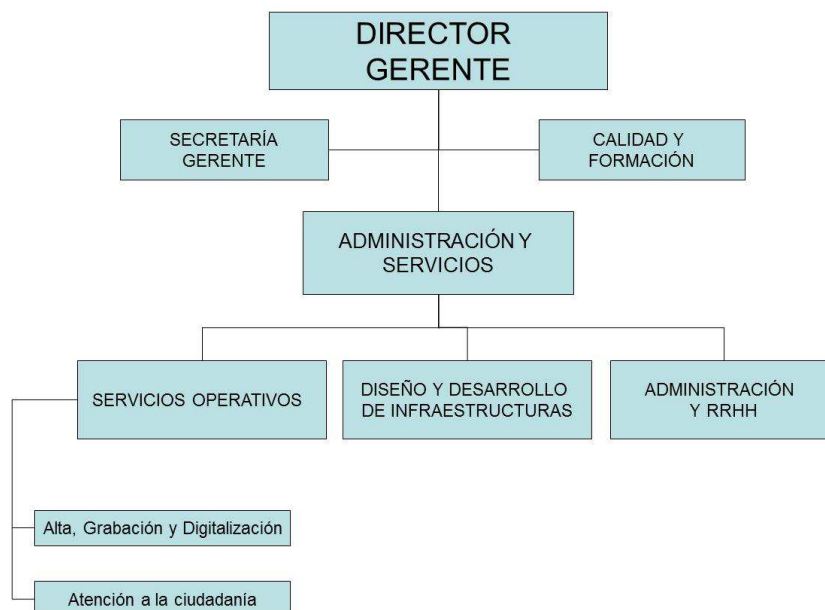 DIRECTOR
GERENTE
SECRETARÍA
GERENTE
CALIDAD Y
FORMACIÓN
ADMINISTRACIÓN Y
SERVICIOS
SERVICIOS OPERATIVOS
DISEÑO Y DESARROLLO
DE INFRAESTRUCTURAS
ADMINISTRACIÓN
Y RRHH
Alta, Grabación y Digitalización
Atención a la ciudadanía